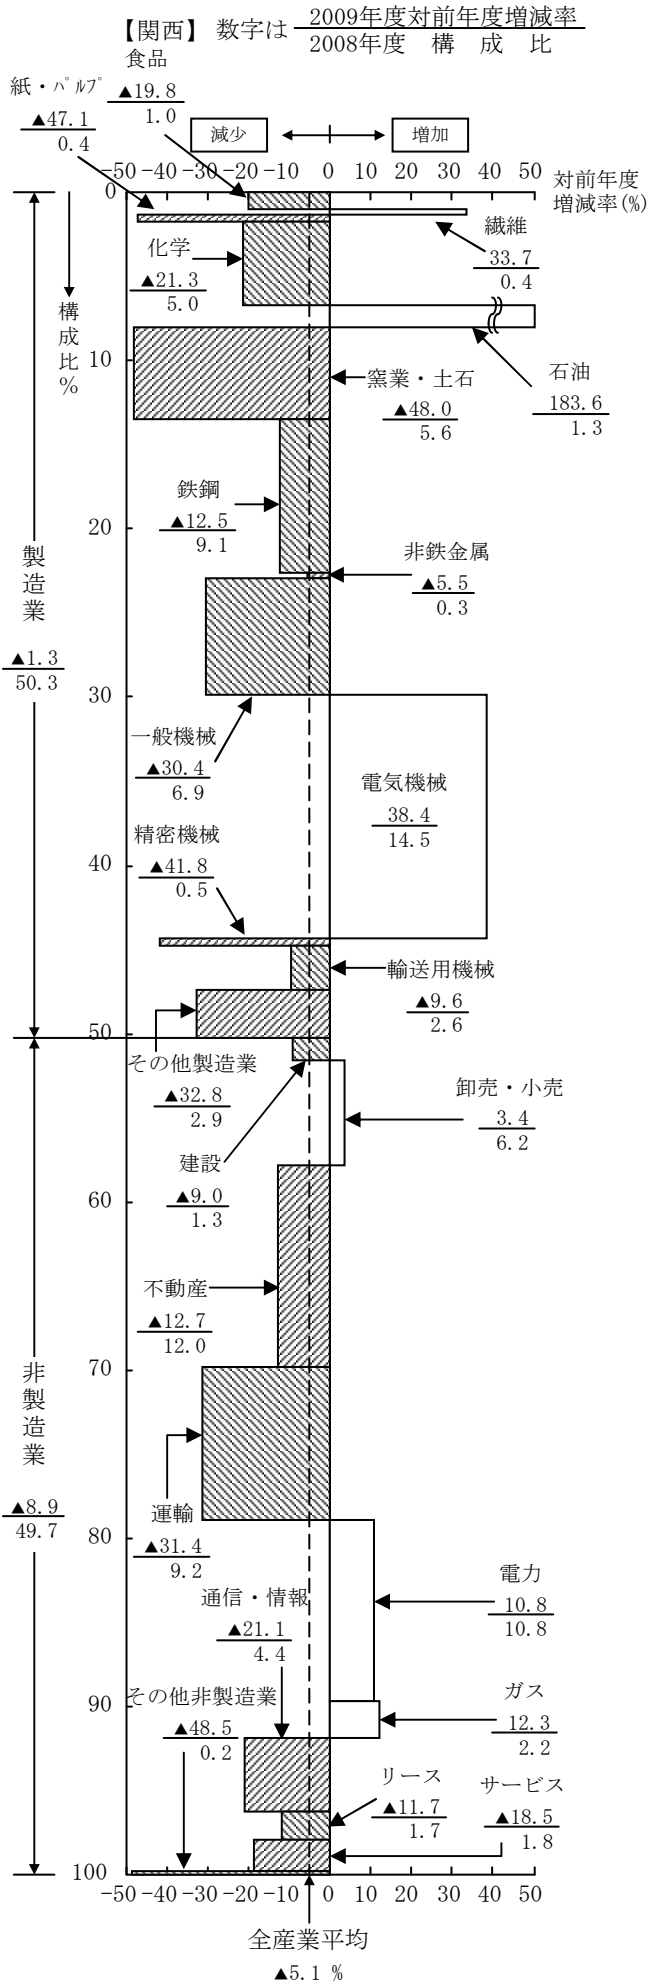 【関西】 数字は 2009年度対前年度増減率
2008年度 構 成 比
食品
▲19.8
1.0
紙・パルプ
▲47.1
0.4
減少
増加
-50 -40 -30 -20 -10 0 10 20 30 40 50
対前年度
増減率(%)
0
構成比%
繊維
33.7
0.4
化学
▲21.3
5.0
石油
183.6
1.3
10
窯業・土石
▲48.0
5.6
鉄鋼
▲12.5
9.1
20
非鉄金属
▲5.5
0.3
製造業
▲1.3
50.3
30
一般機械
▲30.4
6.9
電気機械
38.4
14.5
精密機械
▲41.8
0.5
40
輸送用機械
▲9.6
2.6
50
その他製造業
▲32.8
2.9
卸売・小売
3.4
6.2
建設
▲9.0
1.3
60
不動産
▲12.7
12.0
70
非製造業
▲8.9
49.7
運輸
▲31.4
9.2
80
電力
10.8
10.8
通信・情報
▲21.1
4.4
90
その他非製造業
▲48.5
0.2
ガス
12.3
2.2
リース
▲11.7
1.7
サービス
▲18.5
1.8
100
-50 -40 -30 -20 -10 0 10 20 30 40 50
全産業平均
▲5.1 %